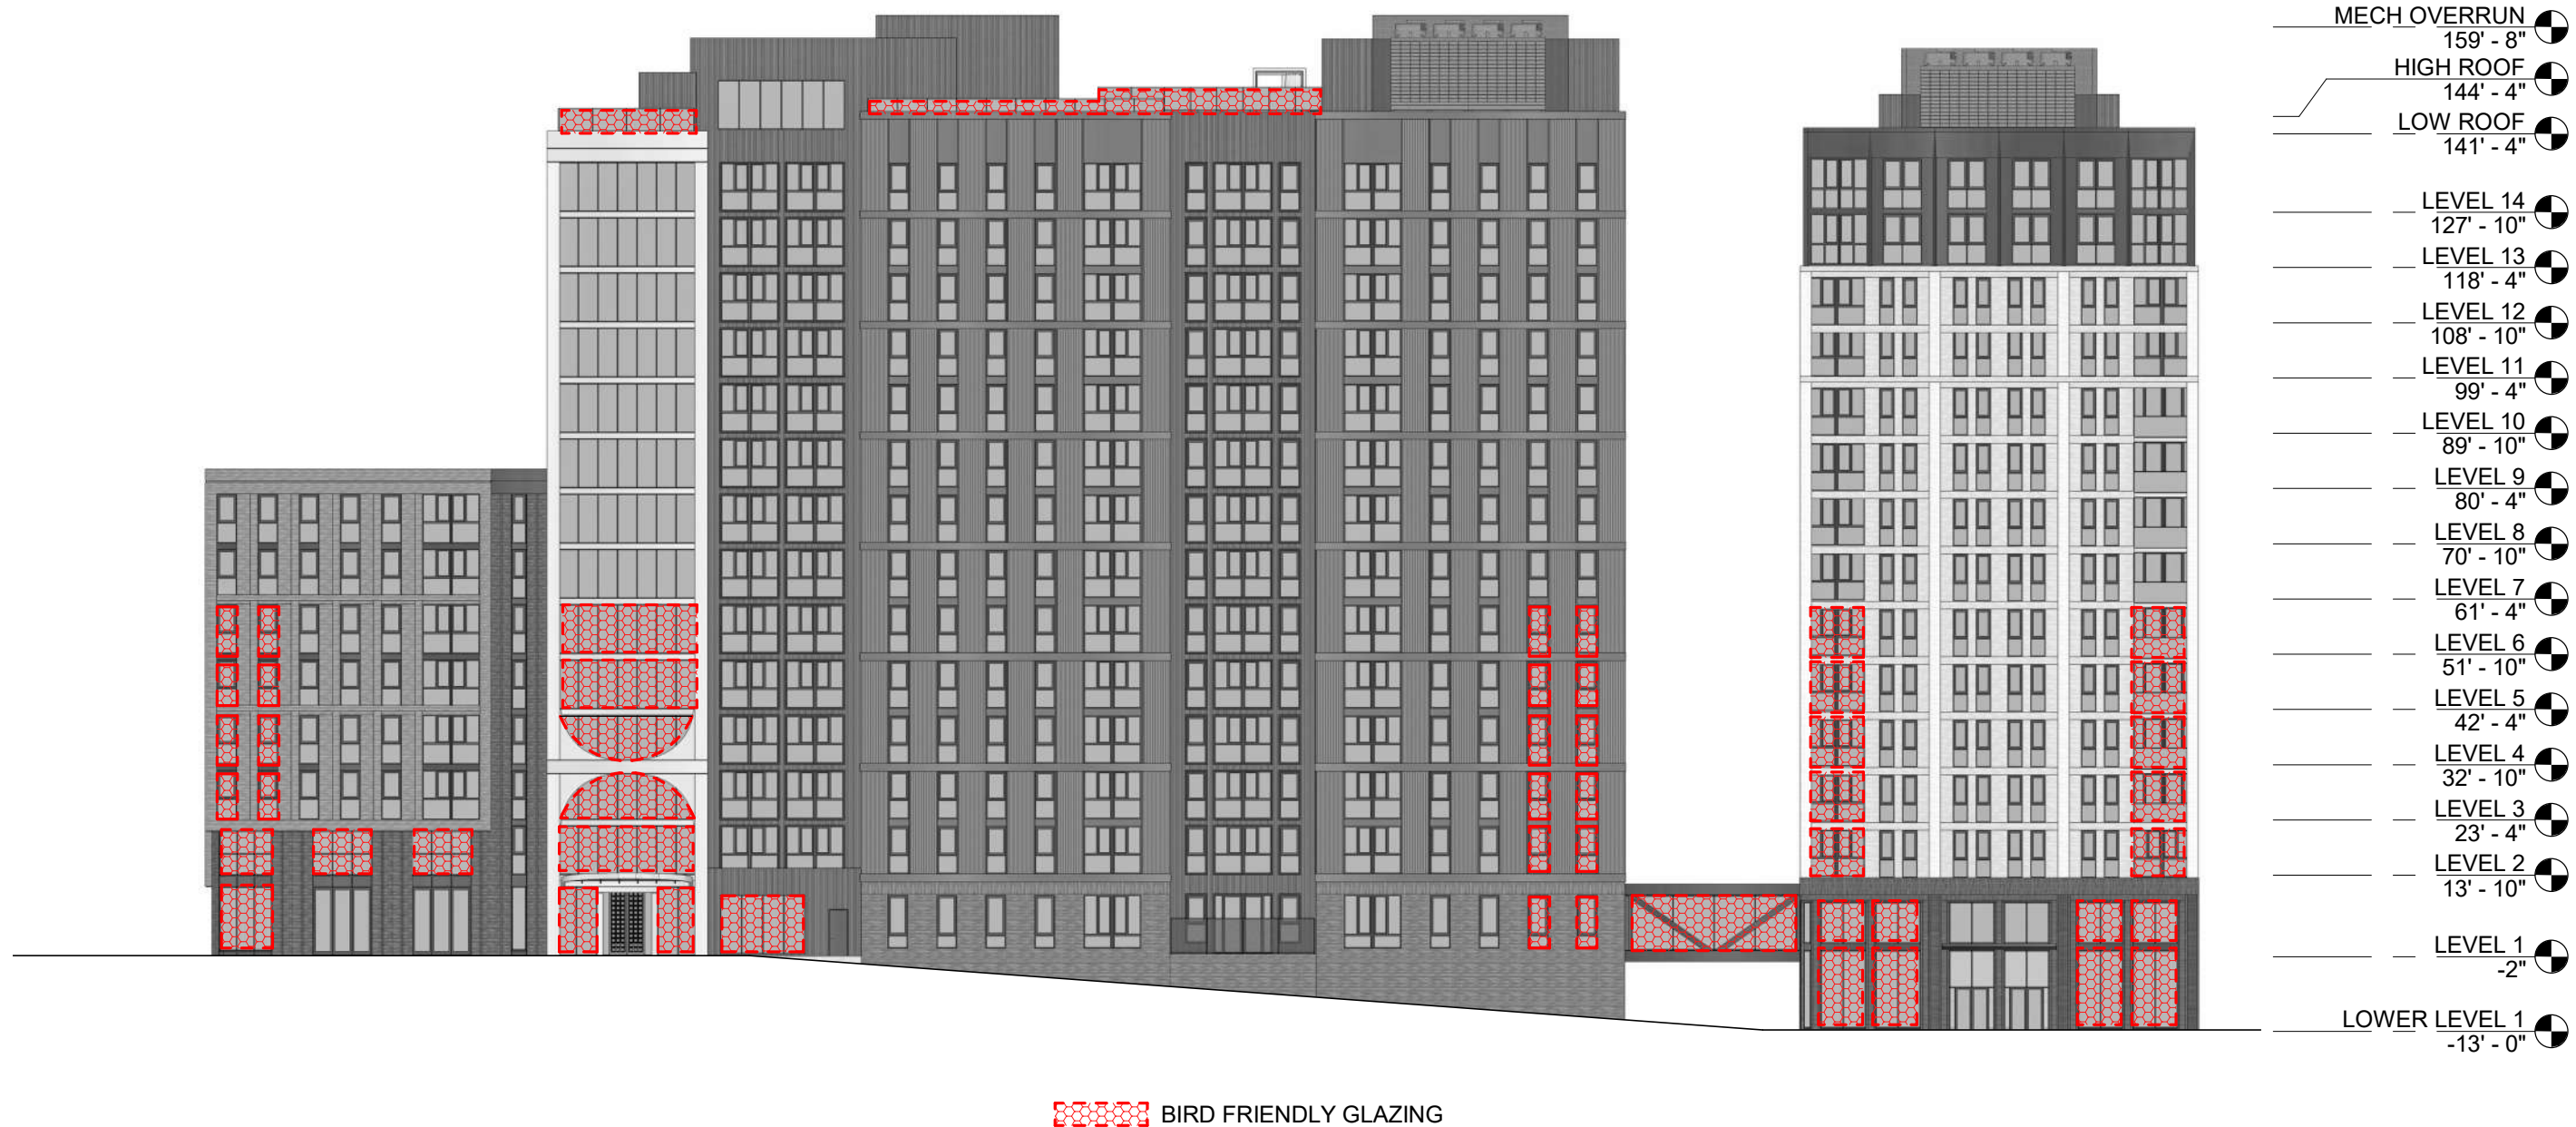 MECH OVERRUN
159' - 8"
HIGH ROOF
144' - 4"
LOW ROOF
141' - 4"
LEVEL 14
127' - 10"
LEVEL 13
118' - 4"
LEVEL 12
108' - 10"
LEVEL 11
99' - 4"
LEVEL 10
89' - 10"
LEVEL 9
80' - 4"
LEVEL 8
70' - 10"
LEVEL 7
61' - 4"
LEVEL 6
51' - 10"
LEVEL 5
42' - 4"
LEVEL 4
32' - 10"
LEVEL 3
23' - 4"
LEVEL 2
13' - 10"
LEVEL 1
-2"
LOWER LEVEL 1
-13' - 0"
BIRD FRIENDLY GLAZING